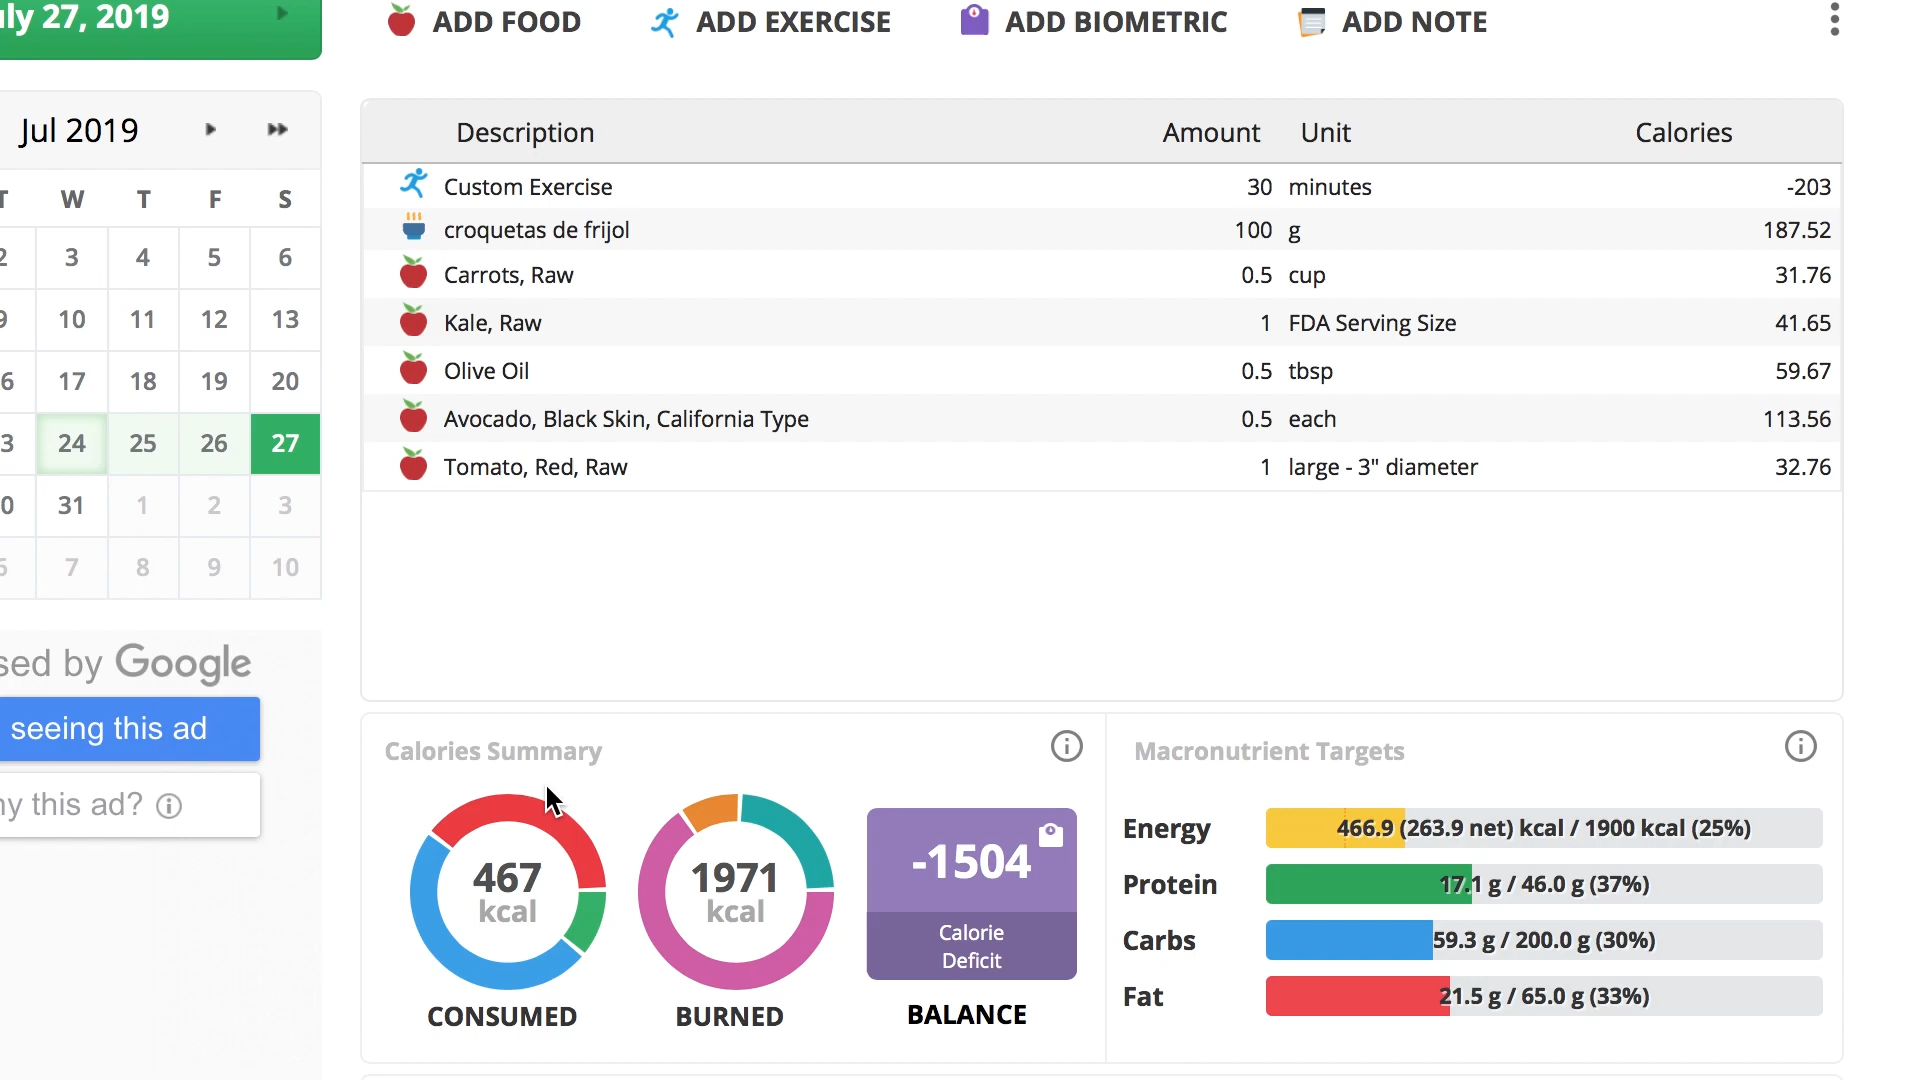 uly 27, 2019
ADD FOOD
ADD EXERCISE
ADD BIOMETRIC
ADD NOTE
Jul 2019
T W T F S
2 3 4 5 6
9 10 11 12 13
6 17 18 19 20
3 24 25 26 27
0 31 1 2 3
6 7 8 9 10
sed by Google
seeing this ad
hy this ad?
Description Amount Unit Calories
Custom Exercise 30 minutes -203
croquetas de frijol 100 g 187.52
Carrots, Raw 0.5 cup 31.76
Kale, Raw 1 FDA Serving Size 41.65
Olive Oil 0.5 tbsp 59.67
Avocado, Black Skin, California Type 0.5 each 113.56
Tomato, Red, Raw 1 large - 3" diameter 32.76
Calories Summary
467
kcal
CONSUMED
1971
kcal
BURNED
-1504
Calorie
Deficit
BALANCE
Macronutrient Targets
Energy 466.9 (263.9 net) kcal / 1900 kcal (25%)
Protein 17.1 g / 46.0 g (37%)
Carbs 59.3 g / 200.0 g (30%)
Fat 21.5 g / 65.0 g (33%)